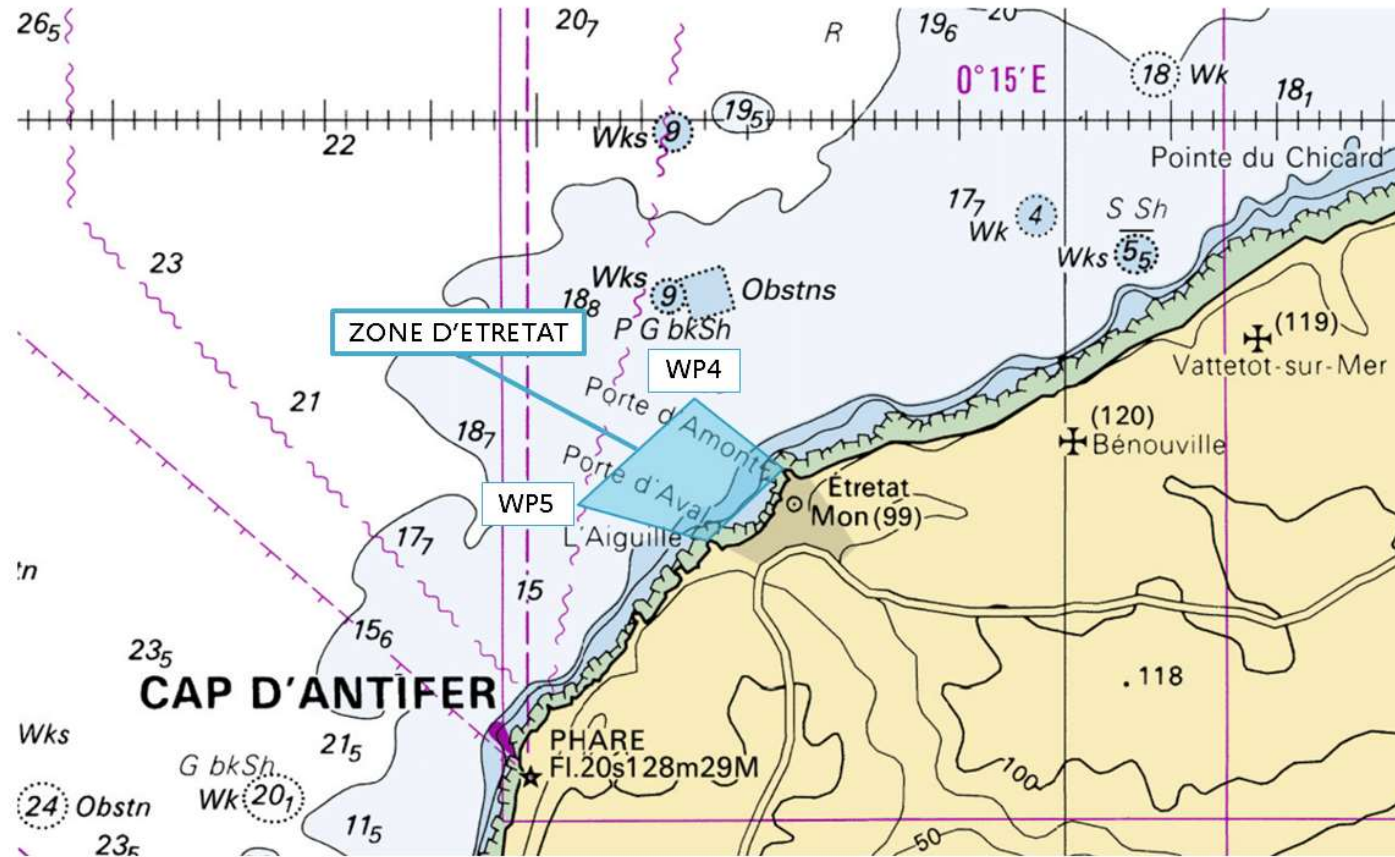 26₅
20₇
R
19₆
20
0°15′E
18 Wk
18₁
22
Wks 9
19₅
Pointe du Chicard
17₇
Wk 4
S Sh
Wks 5₅
23
Wks
9
Obstns
18₈
P G bkSh
ZONE D'ETRETAT
WP4
(119)
Vattetot-sur-Mer
21
Porte d'Amont
18₇
(120)
Bénouville
Porte d'Aval
WP5
Étretat
Mon (99)
L'Aiguille
17₇
tn
15
15₆
23₅
CAP D'ANTIFER
118
Wks
21₅
PHARE
Fl.20s128m29M
G bkSh
Wk 20₁
24 Obstn
100
11₅
23₅
50